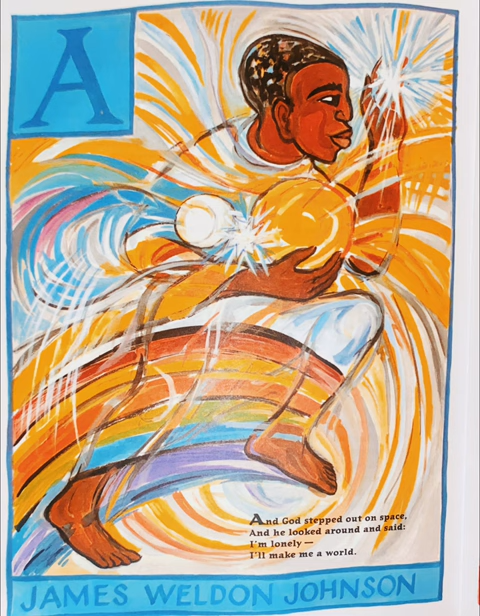 A
And God stepped out on space,
And he looked around and said:
I'm lonely —
I'll make me a world.
JAMES WELDON JOHNSON